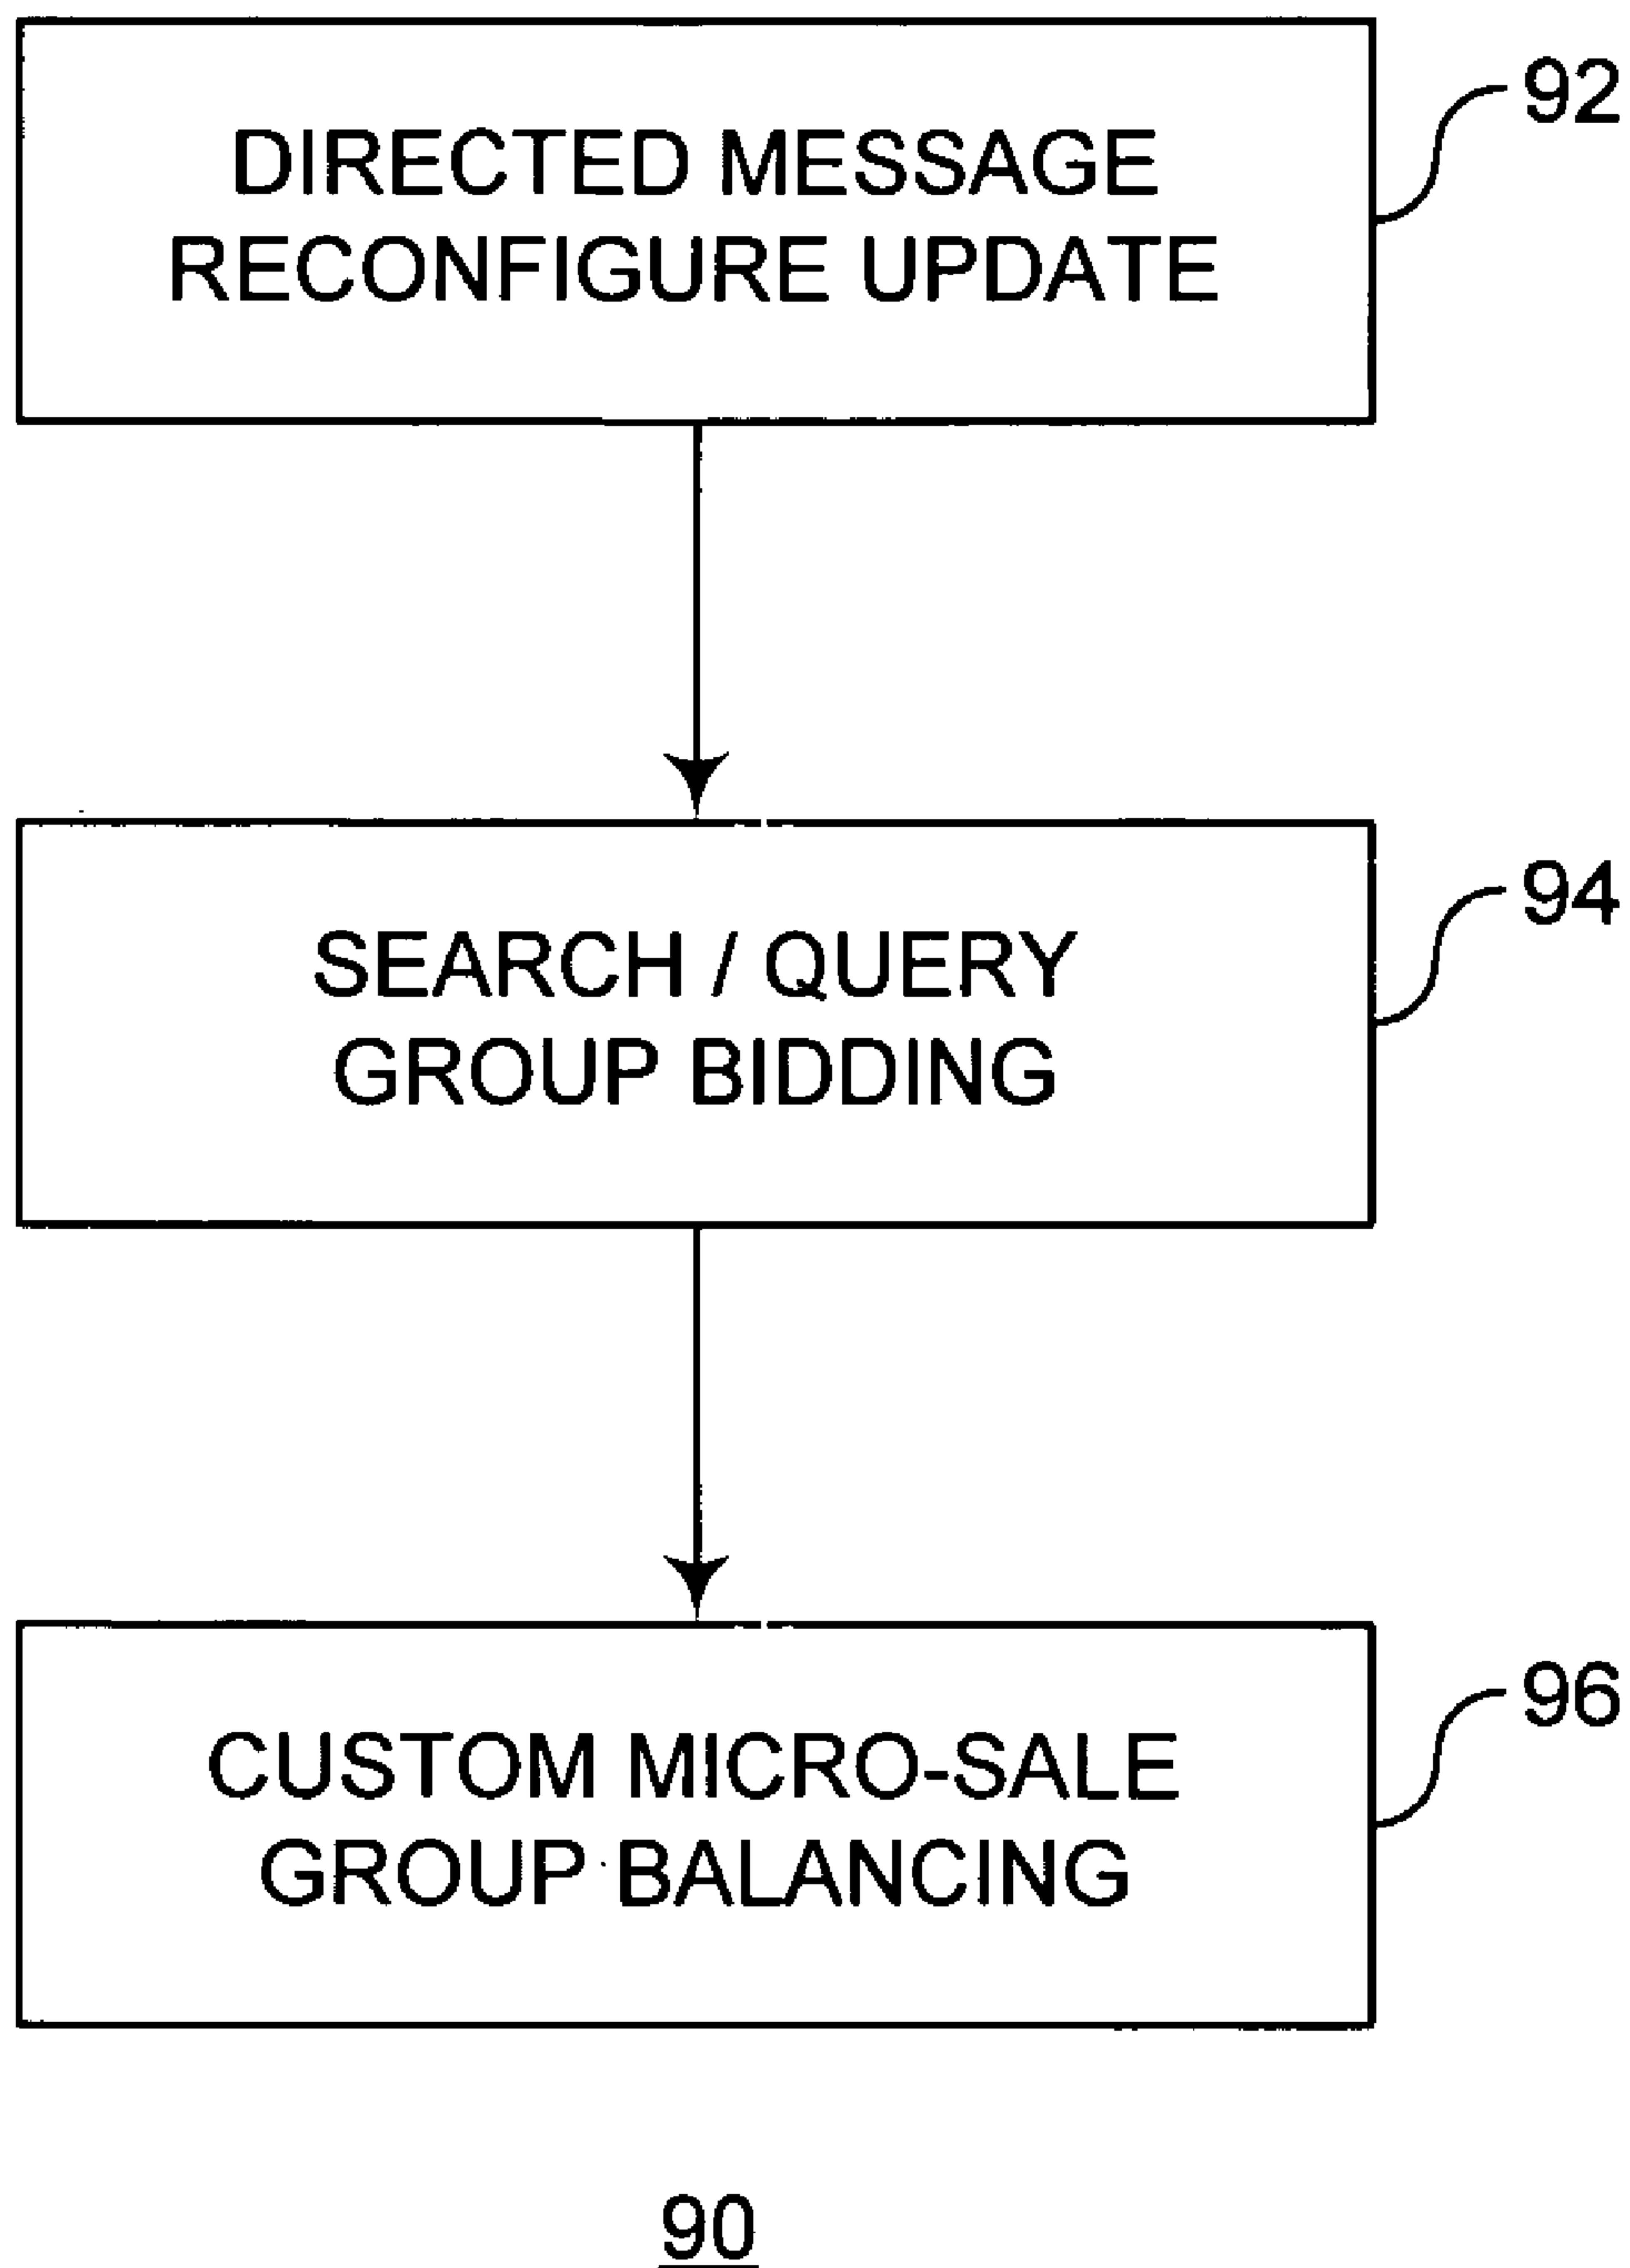 DIRECTED MESSAGE
RECONFIGURE UPDATE
92
SEARCH / QUERY
GROUP BIDDING
94
CUSTOM MICRO-SALE
GROUP BALANCING
96
90